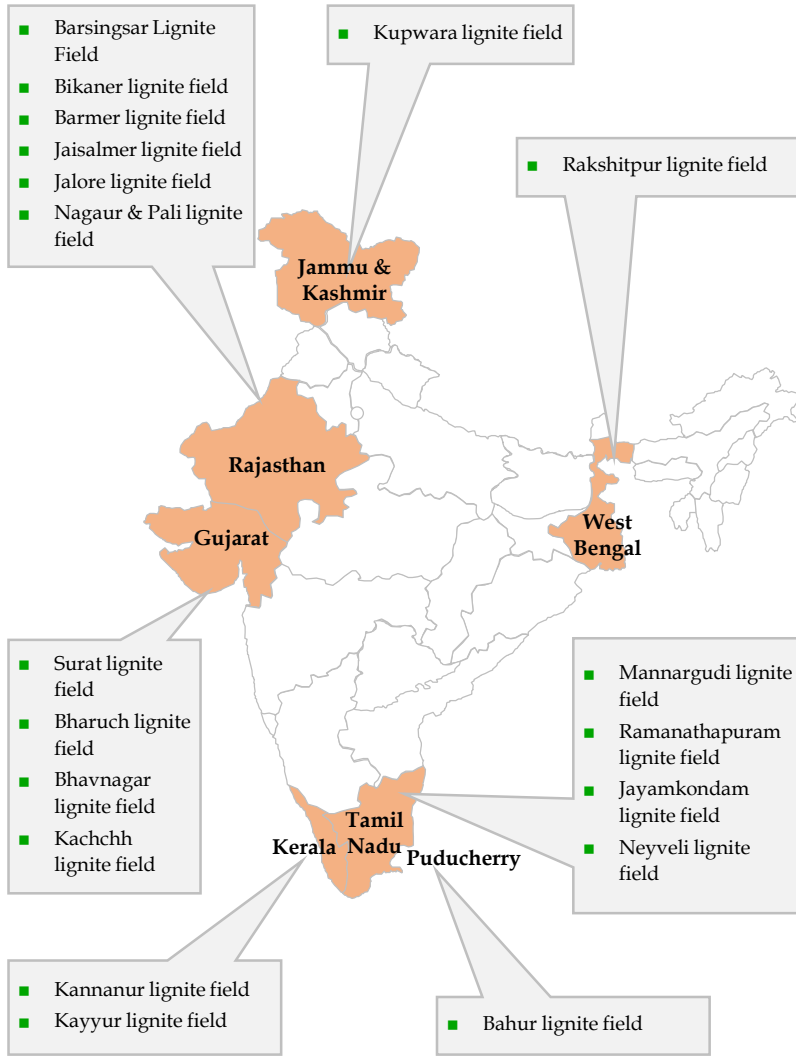 Barsingsar Lignite
Field
Bikaner lignite field
Barmer lignite field
Jaisalmer lignite field
Jalore lignite field
Nagaur & Pali lignite
field
Kupwara lignite field
Rakshitpur lignite field
Jammu &
Kashmir
Rajasthan
Gujarat
West
Bengal
Surat lignite
field
Bharuch lignite
field
Bhavnagar
lignite field
Kachchh
lignite field
Mannargudi lignite
field
Ramanathapuram
lignite field
Jayamkondam
lignite field
Neyveli lignite
field
Tamil
Nadu
Kerala
Puducherry
Kannanur lignite field
Kayyur lignite field
Bahur lignite field